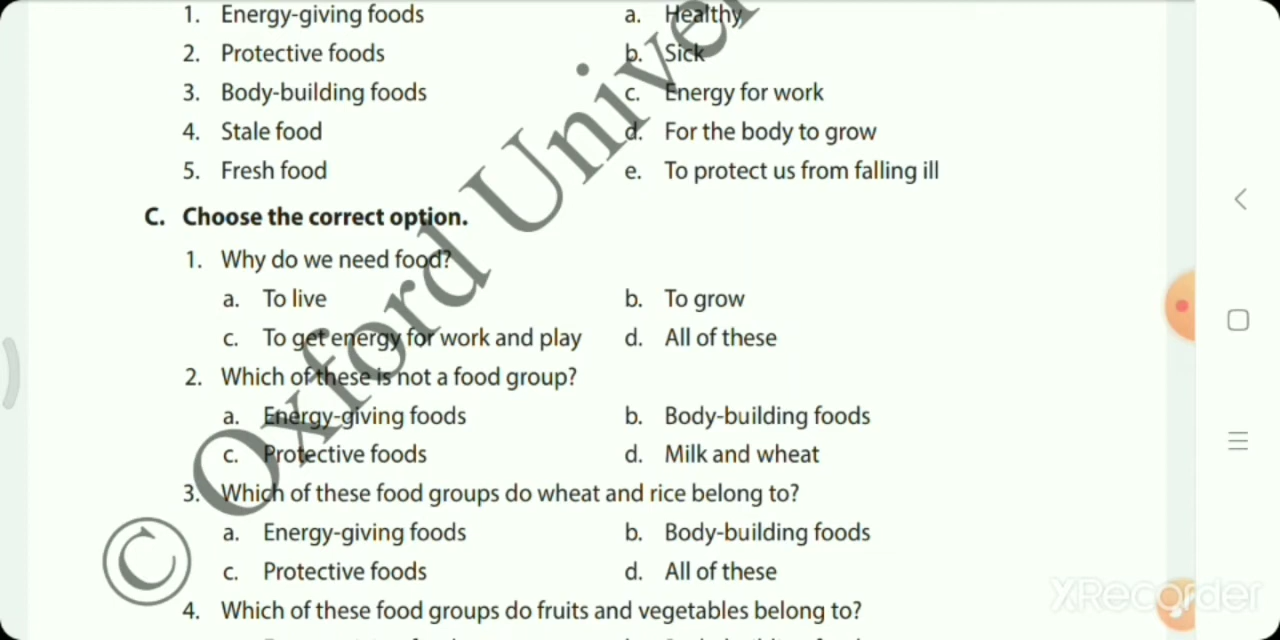 1. Energy-giving foods a. Healthy
2. Protective foods b. Sick
3. Body-building foods c. Energy for work
4. Stale food d. For the body to grow
5. Fresh food e. To protect us from falling ill
C. Choose the correct option.
1. Why do we need food?
a. To live b. To grow
c. To get energy for work and play d. All of these
2. Which of these is not a food group?
a. Energy-giving foods b. Body-building foods
c. Protective foods d. Milk and wheat
3. Which of these food groups do wheat and rice belong to?
a. Energy-giving foods b. Body-building foods
c. Protective foods d. All of these
4. Which of these food groups do fruits and vegetables belong to?
© Oxford
XRecorder